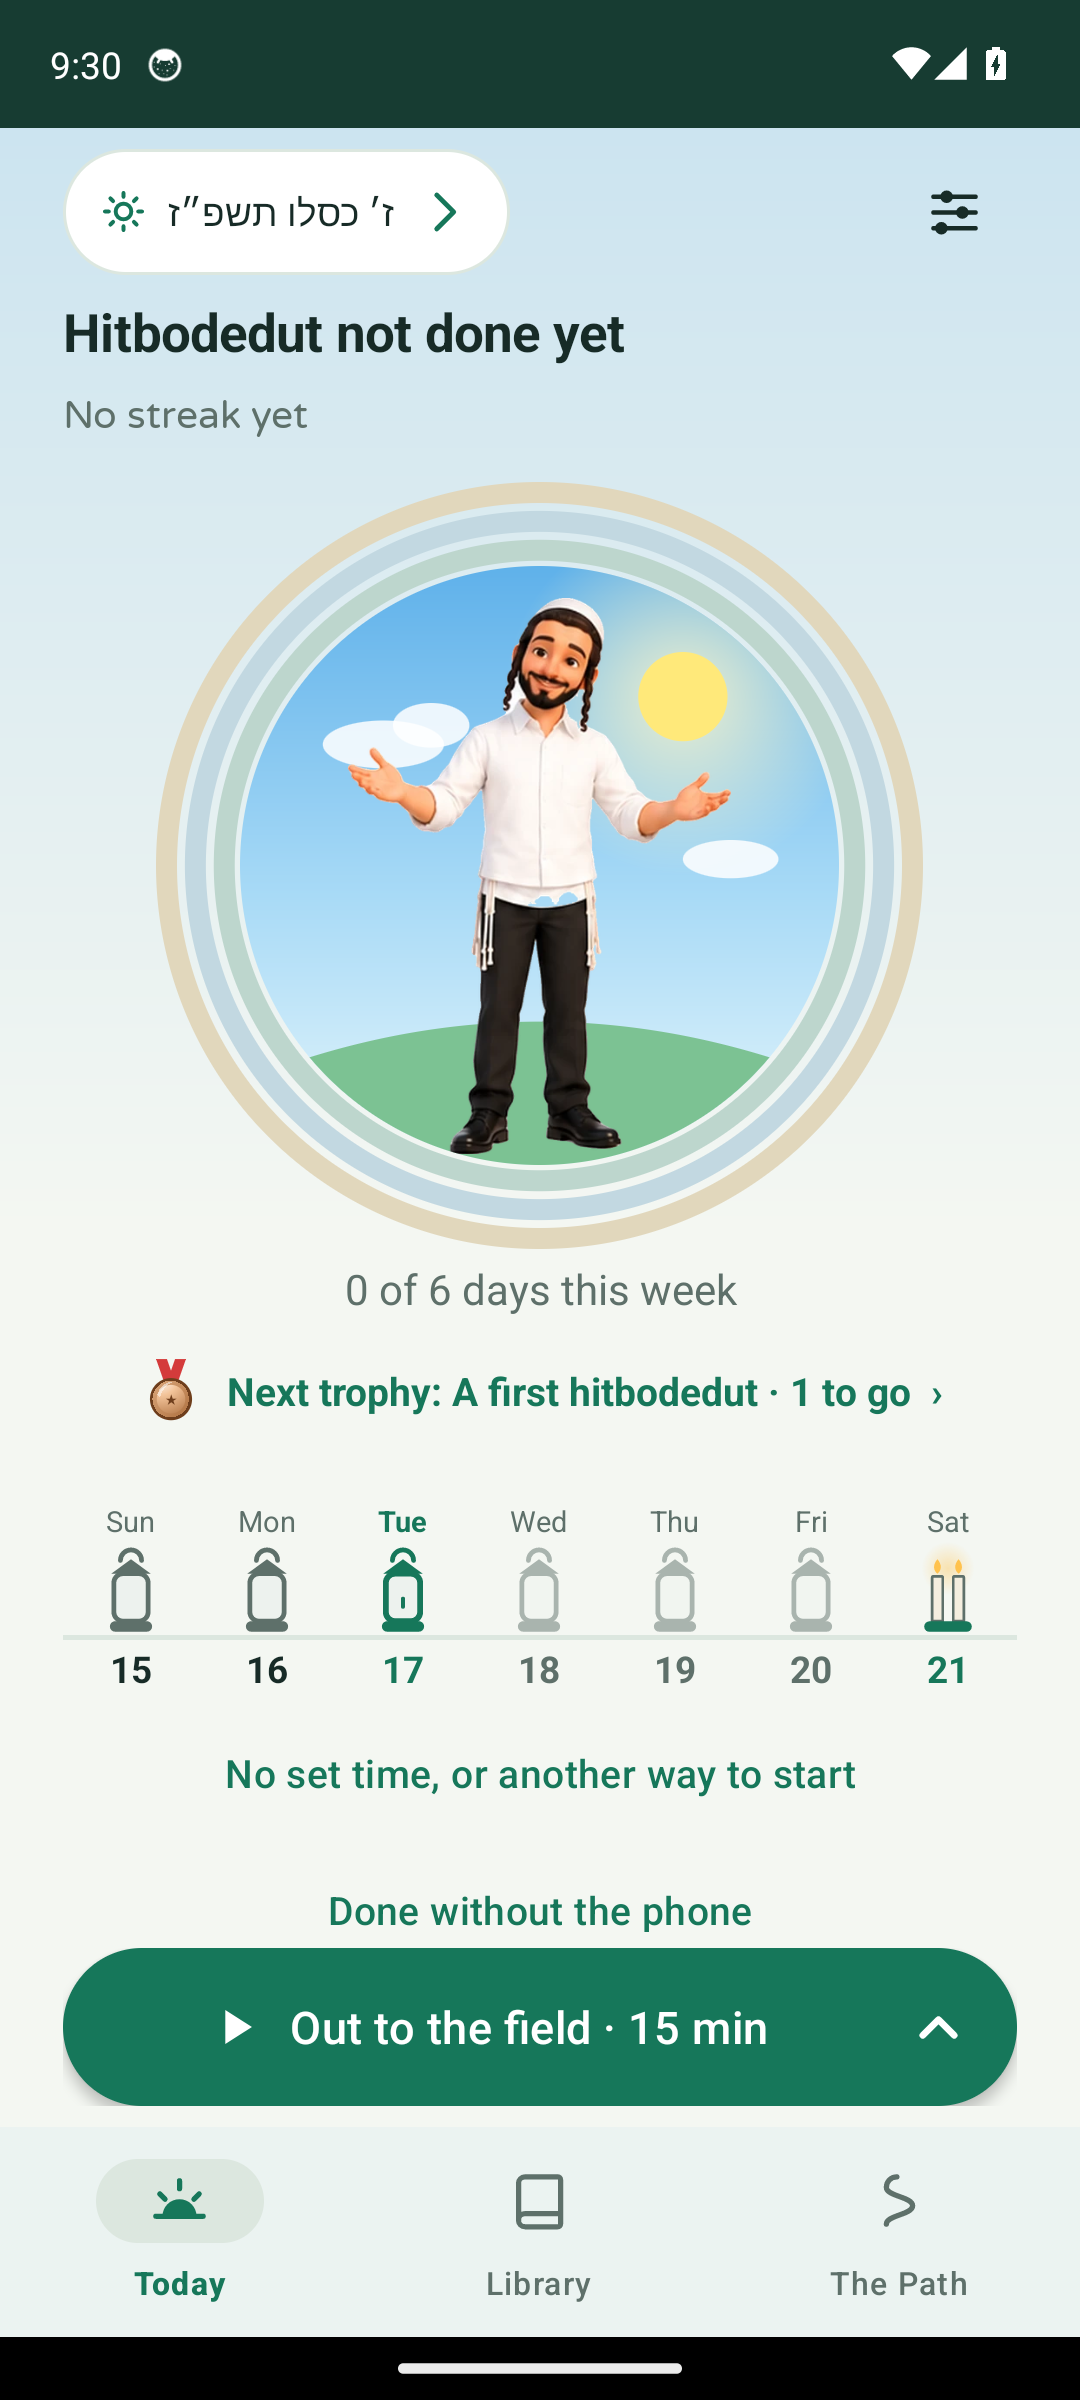 9:30
ז׳ כסלו תשפ״ז
Hitbodedut not done yet
No streak yet
0 of 6 days this week
Next trophy: A first hitbodedut · 1 to go ›
Sun Mon Tue Wed Thu Fri Sat
15 16 17 18 19 20 21
No set time, or another way to start
Done without the phone
Out to the field · 15 min
Today Library The Path